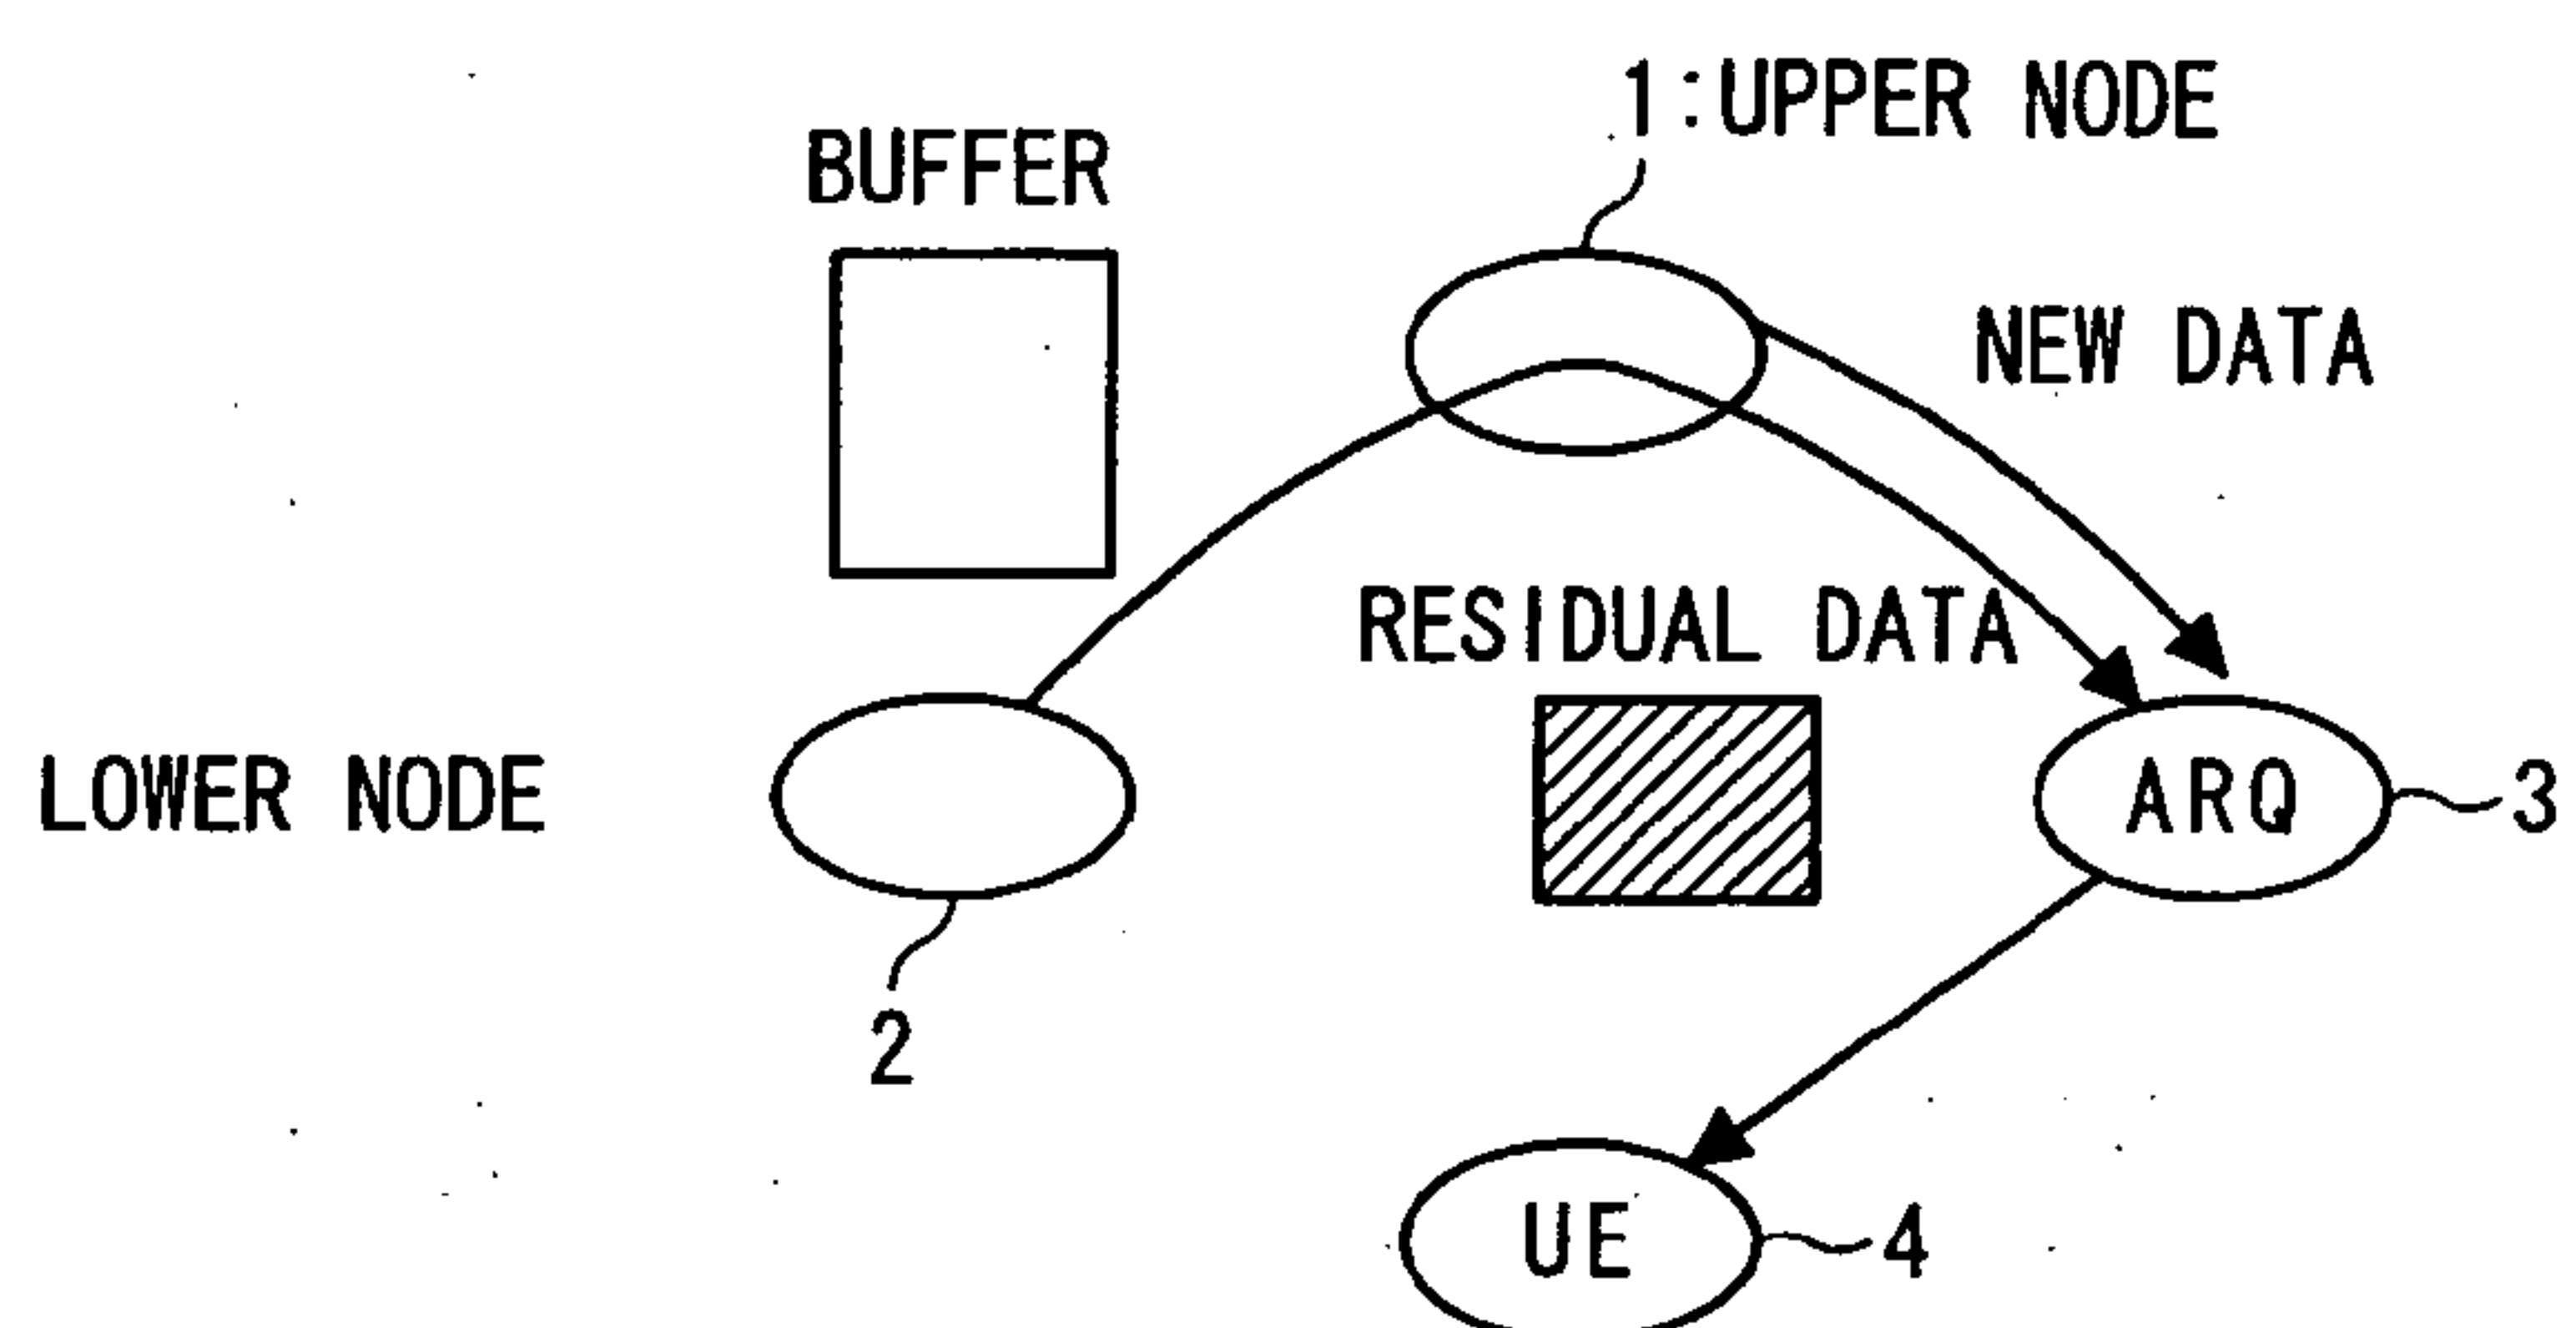 1:UPPER NODE
BUFFER
NEW DATA
RESIDUAL DATA
LOWER NODE
ARQ
3
2
UE
4